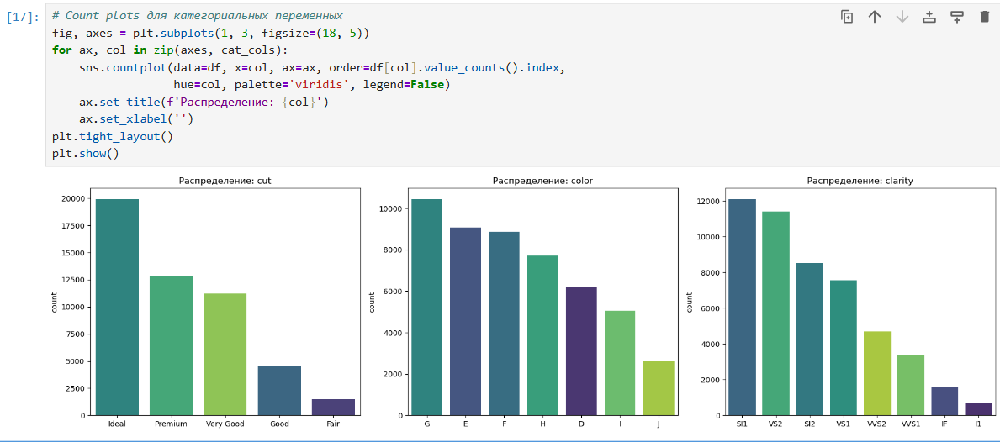 [17]:
# Count plots для категориальных переменных
fig, axes = plt.subplots(1, 3, figsize=(18, 5))
for ax, col in zip(axes, cat_cols):
    sns.countplot(data=df, x=col, ax=ax, order=df[col].value_counts().index,
                  hue=col, palette='viridis', legend=False)
    ax.set_title(f'Распределение: {col}')
    ax.set_xlabel('')
plt.tight_layout()
plt.show()
Распределение: cut
20000
17500
15000
12500
10000
7500
5000
2500
0
count
Ideal Premium Very Good Good Fair
Распределение: color
10000
8000
6000
4000
2000
0
count
G E F H D I J
Распределение: clarity
12000
10000
8000
6000
4000
2000
0
count
SI1 VS2 SI2 VS1 VVS2 VVS1 IF I1